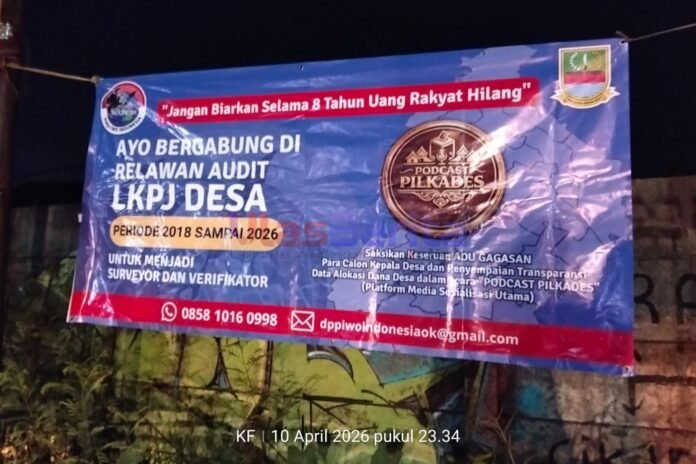 "Jangan Biarkan Selama 8 Tahun Uang Rakyat Hilang"
AYO BERGABUNG DI
RELAWAN AUDIT
LKPJ DESA
PERIODE 2018 SAMPAI 2026
UNTUK MENJADI
SURVEYOR DAN VERIFIKATOR
PODCAST
PILKADES
Saksikan Keseruan ADU GAGASAN
Para Calon Kepala Desa dan Penyempaian Transparansi
Data Alokasi Dana Desa dalam Acara "PODCAST PILKADES"
(Platform Media Sosialisasi Utama)
0858 1016 0998
dppiwoindonesiaok@gmail.com
KF | 10 April 2026 pukul 23.34